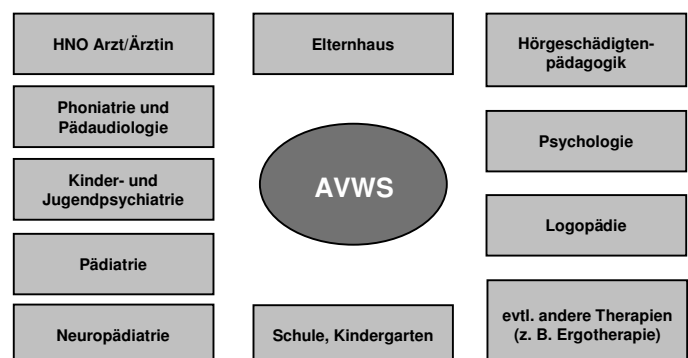 HNO Arzt/Ärztin
Elternhaus
Hörgeschädigten-
pädagogik
Phoniatrie und
Pädaudiologie
Psychologie
Kinder- und
Jugendpsychiatrie
AVWS
Logopädie
Pädiatrie
Neuropädiatrie
Schule, Kindergarten
evtl. andere Therapien
(z. B. Ergotherapie)